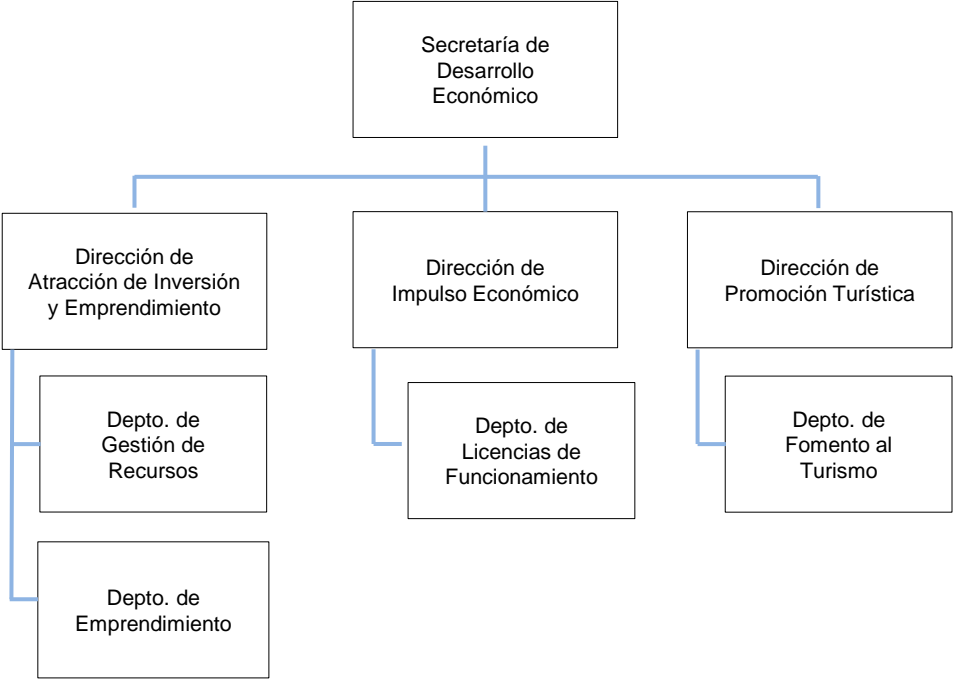 Secretaría de
Desarrollo
Económico
Dirección de
Atracción de Inversión
y Emprendimiento
Dirección de
Impulso Económico
Dirección de
Promoción Turística
Depto. de
Gestión de
Recursos
Depto. de
Licencias de
Funcionamiento
Depto. de
Fomento al
Turismo
Depto. de
Emprendimiento